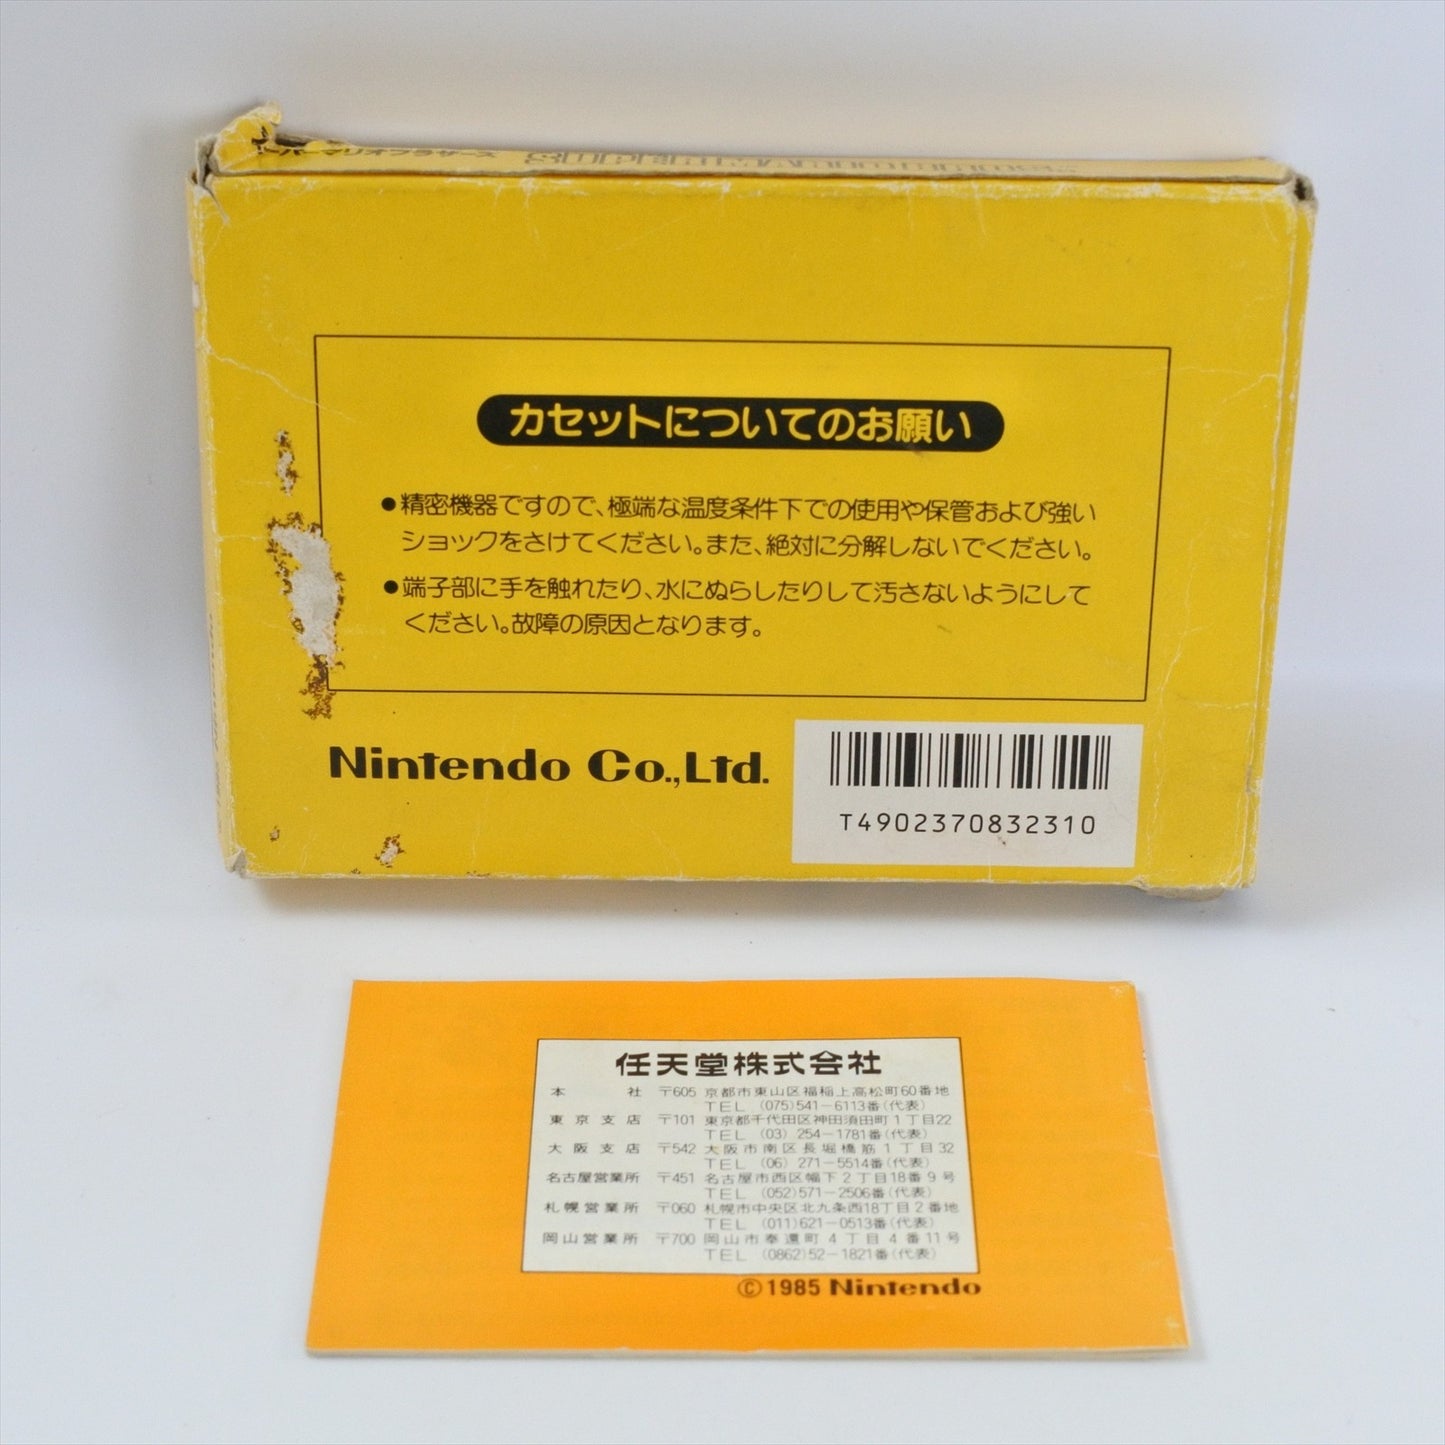 スーパーマリオブラザーズ SUPER MARIO BROS.
カセットについてのお願い
●精密機器ですので、極端な温度条件下での使用や保管および強い
ショックをさけてください。また、絶対に分解しないでください。
●端子部に手を触れたり、水にぬらしたりして汚さないようにして
ください。故障の原因となります。
Nintendo Co.,Ltd.
T4902370832310
任天堂株式会社
本 社 〒605 京都市東山区福稲上高松町60番地
TEL (075)541-6113番(代表)
東京支店 〒101 東京都千代田区神田須田町1丁目22
TEL (03) 254-1781番(代表)
大阪支店 〒542 大阪市南区長堀橋筋1丁目32
TEL (06) 271-5514番(代表)
名古屋営業所 〒451 名古屋市西区幅下2丁目18番9号
TEL (052)571-2506番(代表)
札幌営業所 〒060 札幌市中央区北九条西18丁目2番地
TEL (011)621-0513番(代表)
岡山営業所 〒700 岡山市奉還町4丁目4番11号
TEL (0862)52-1821番(代表)
©1985 Nintendo